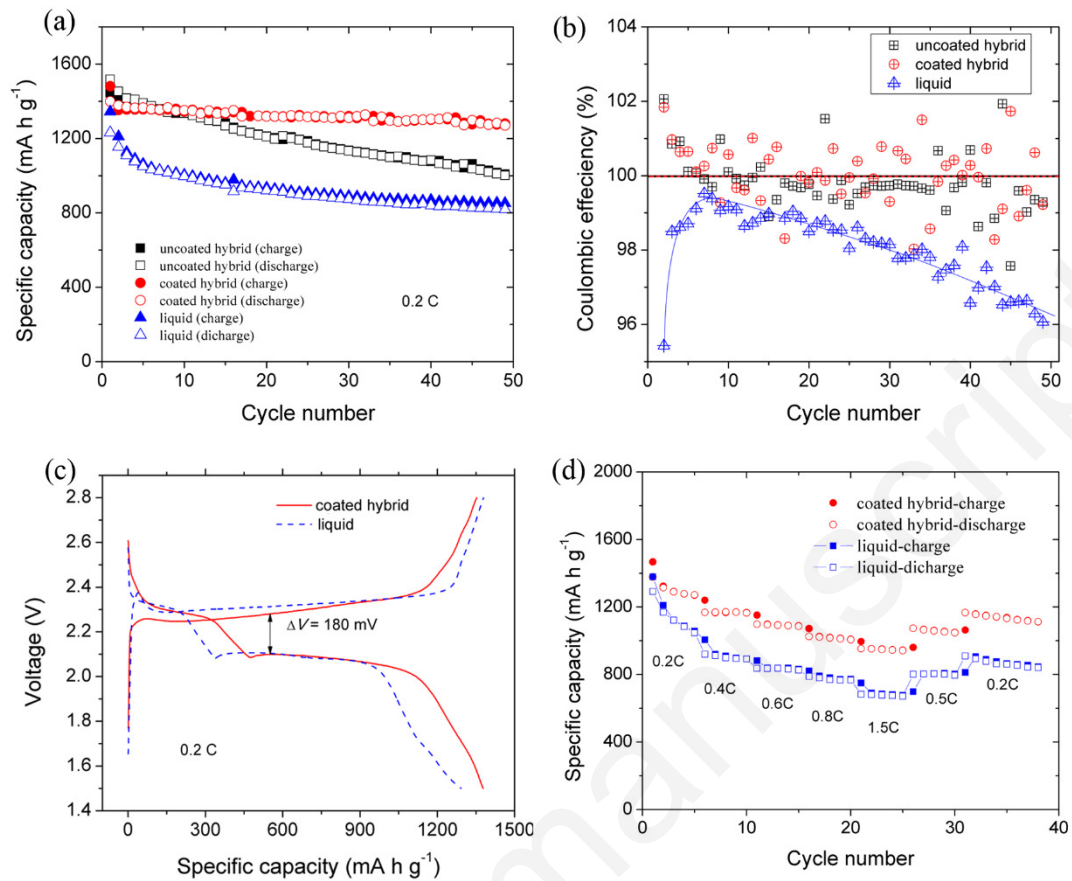 (a)
1600
1200
800
400
0
Specific capacity (mA h g⁻¹)
uncoated hybrid (charge)
uncoated hybrid (discharge)
coated hybrid (charge)
coated hybrid (discharge)
liquid (charge)
liquid (dicharge)
0.2 C
0 10 20 30 40 50
Cycle number
(b)
104
102
100
98
96
Coulombic effeciency (%)
uncoated hybrid
coated hybrid
liquid
0 10 20 30 40 50
Cycle number
(c)
2.8
2.6
2.4
2.2
2.0
1.8
1.6
1.4
Voltage (V)
coated hybrid
liquid
ΔV = 180 mV
0.2 C
0 300 600 900 1200 1500
Specific capacity (mA h g⁻¹)
(d)
2000
1600
1200
800
400
0
Specific capacity (mA h g⁻¹)
coated hybrid-charge
coated hybrid-discharge
liquid-charge
liquid-dicharge
0.2C
0.4C
0.6C
0.8C
1.5C
0.5C
0.2C
0 10 20 30 40
Cycle number
manuscript